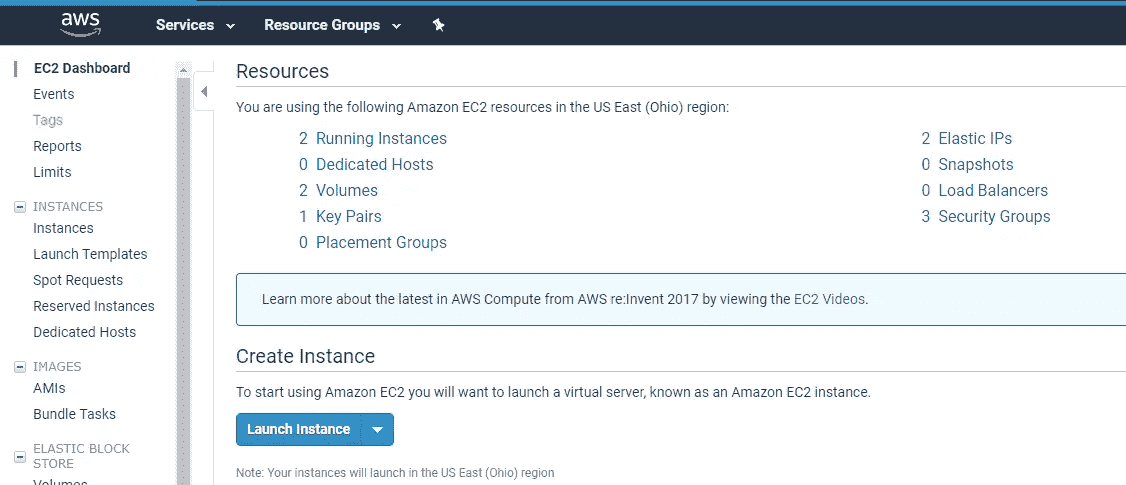 aws
Services
Resource Groups
EC2 Dashboard
Events
Tags
Reports
Limits
INSTANCES
Instances
Launch Templates
Spot Requests
Reserved Instances
Dedicated Hosts
IMAGES
AMIs
Bundle Tasks
ELASTIC BLOCK
STORE
Volumes
Resources
You are using the following Amazon EC2 resources in the US East (Ohio) region:
2 Running Instances
0 Dedicated Hosts
2 Volumes
1 Key Pairs
0 Placement Groups
2 Elastic IPs
0 Snapshots
0 Load Balancers
3 Security Groups
Learn more about the latest in AWS Compute from AWS re:Invent 2017 by viewing the EC2 Videos.
Create Instance
To start using Amazon EC2 you will want to launch a virtual server, known as an Amazon EC2 instance.
Launch Instance
Note: Your instances will launch in the US East (Ohio) region